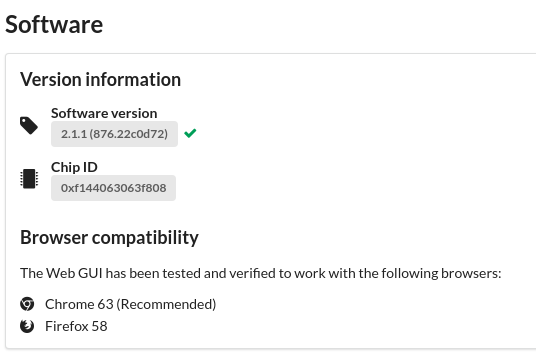 Software
Version information
Software version
2.1.1 (876.22c0d72)
Chip ID
0xf144063063f808
Browser compatibility
The Web GUI has been tested and verified to work with the following browsers:
Chrome 63 (Recommended)
Firefox 58